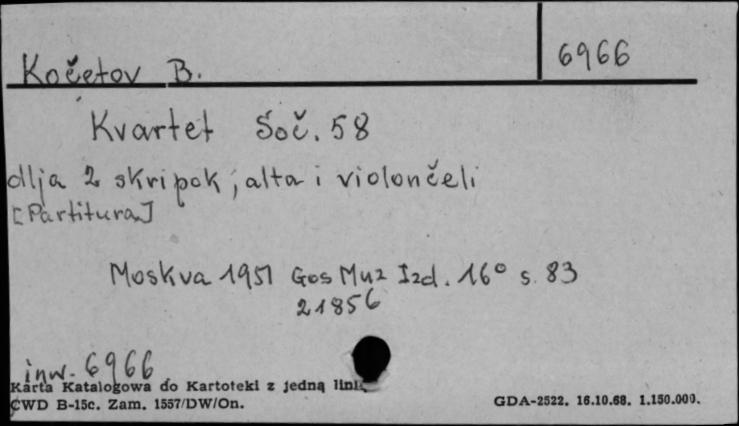 6966
Kočetov B.
Kvartet Soč. 58
dlja 2 skripok, alta i violončeli
[Partitura]
Moskva 1951 Gos Muz Izd. 16° s. 83
21856
inw. 6966
Karta Katalogowa do Kartoteki z jedną
CWD B-15c. Zam. 1557/DW/On.
GDA-2522. 16.10.68. 1.150.000.